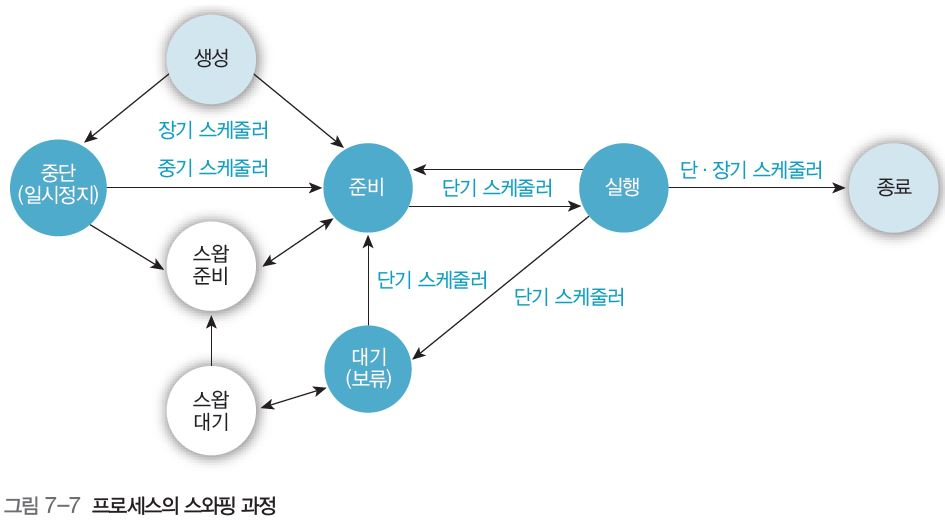 생성
장기 스케줄러
중기 스케줄러
중단
(일시정지)
준비
단기 스케줄러
실행
단 · 장기 스케줄러
종료
스왑
준비
단기 스케줄러
단기 스케줄러
대기
(보류)
스왑
대기
그림 7-7 프로세스의 스와핑 과정